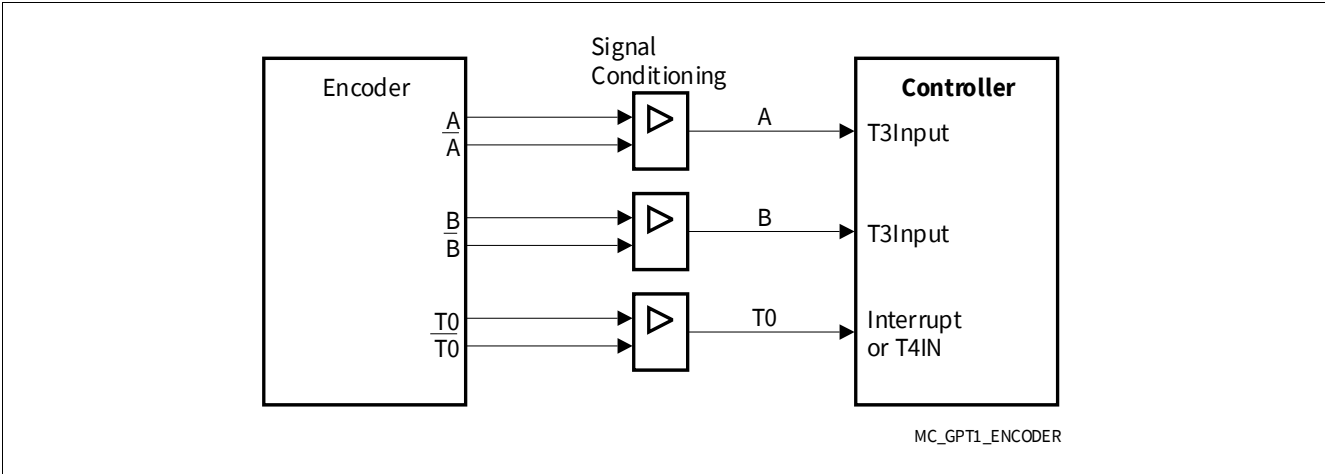 Signal
Conditioning
Encoder
Controller
A
A
A
T3Input
B
B
B
T3Input
T0
T0
T0
Interrupt
or T4IN
MC_GPT1_ENCODER